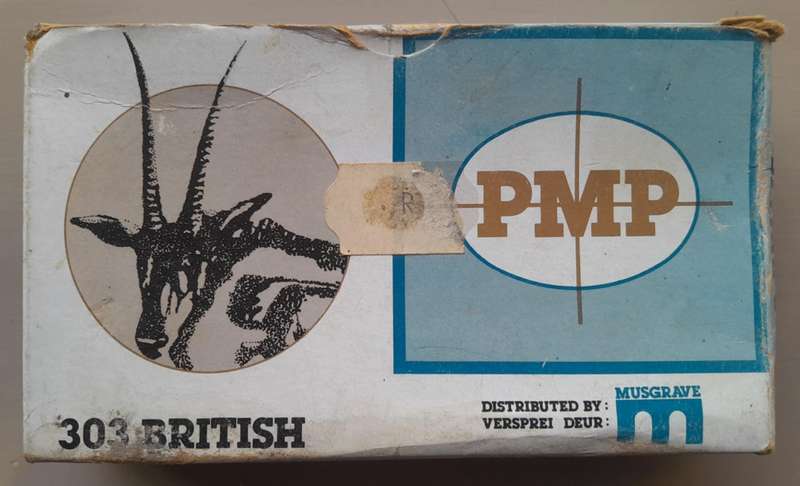 R
PMP
303 BRITISH
DISTRIBUTED BY:
VERSPREI DEUR:
MUSGRAVE
m